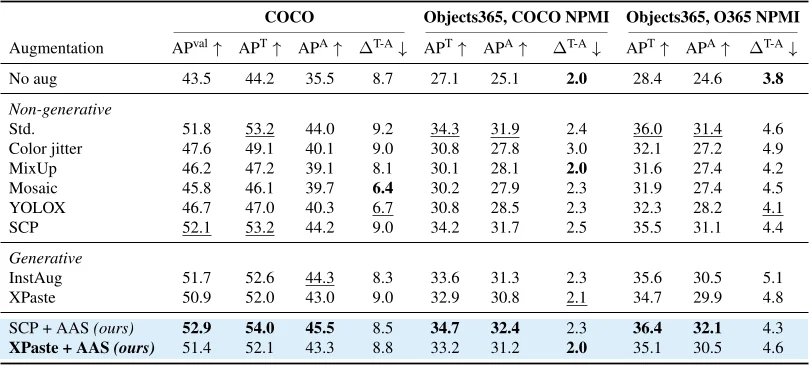 COCO Objects365, COCO NPMI Objects365, O365 NPMI
Augmentation AP^val ↑ AP^T ↑ AP^A ↑ Δ^T-A ↓ AP^T ↑ AP^A ↑ Δ^T-A ↓ AP^T ↑ AP^A ↑ Δ^T-A ↓
No aug 43.5 44.2 35.5 8.7 27.1 25.1 2.0 28.4 24.6 3.8
Non-generative
Std. 51.8 53.2 44.0 9.2 34.3 31.9 2.4 36.0 31.4 4.6
Color jitter 47.6 49.1 40.1 9.0 30.8 27.8 3.0 32.1 27.2 4.9
MixUp 46.2 47.2 39.1 8.1 30.1 28.1 2.0 31.6 27.4 4.2
Mosaic 45.8 46.1 39.7 6.4 30.2 27.9 2.3 31.9 27.4 4.5
YOLOX 46.7 47.0 40.3 6.7 30.8 28.5 2.3 32.3 28.2 4.1
SCP 52.1 53.2 44.2 9.0 34.2 31.7 2.5 35.5 31.1 4.4
Generative
InstAug 51.7 52.6 44.3 8.3 33.6 31.3 2.3 35.6 30.5 5.1
XPaste 50.9 52.0 43.0 9.0 32.9 30.8 2.1 34.7 29.9 4.8
SCP + AAS (ours) 52.9 54.0 45.5 8.5 34.7 32.4 2.3 36.4 32.1 4.3
XPaste + AAS (ours) 51.4 52.1 43.3 8.8 33.2 31.2 2.0 35.1 30.5 4.6